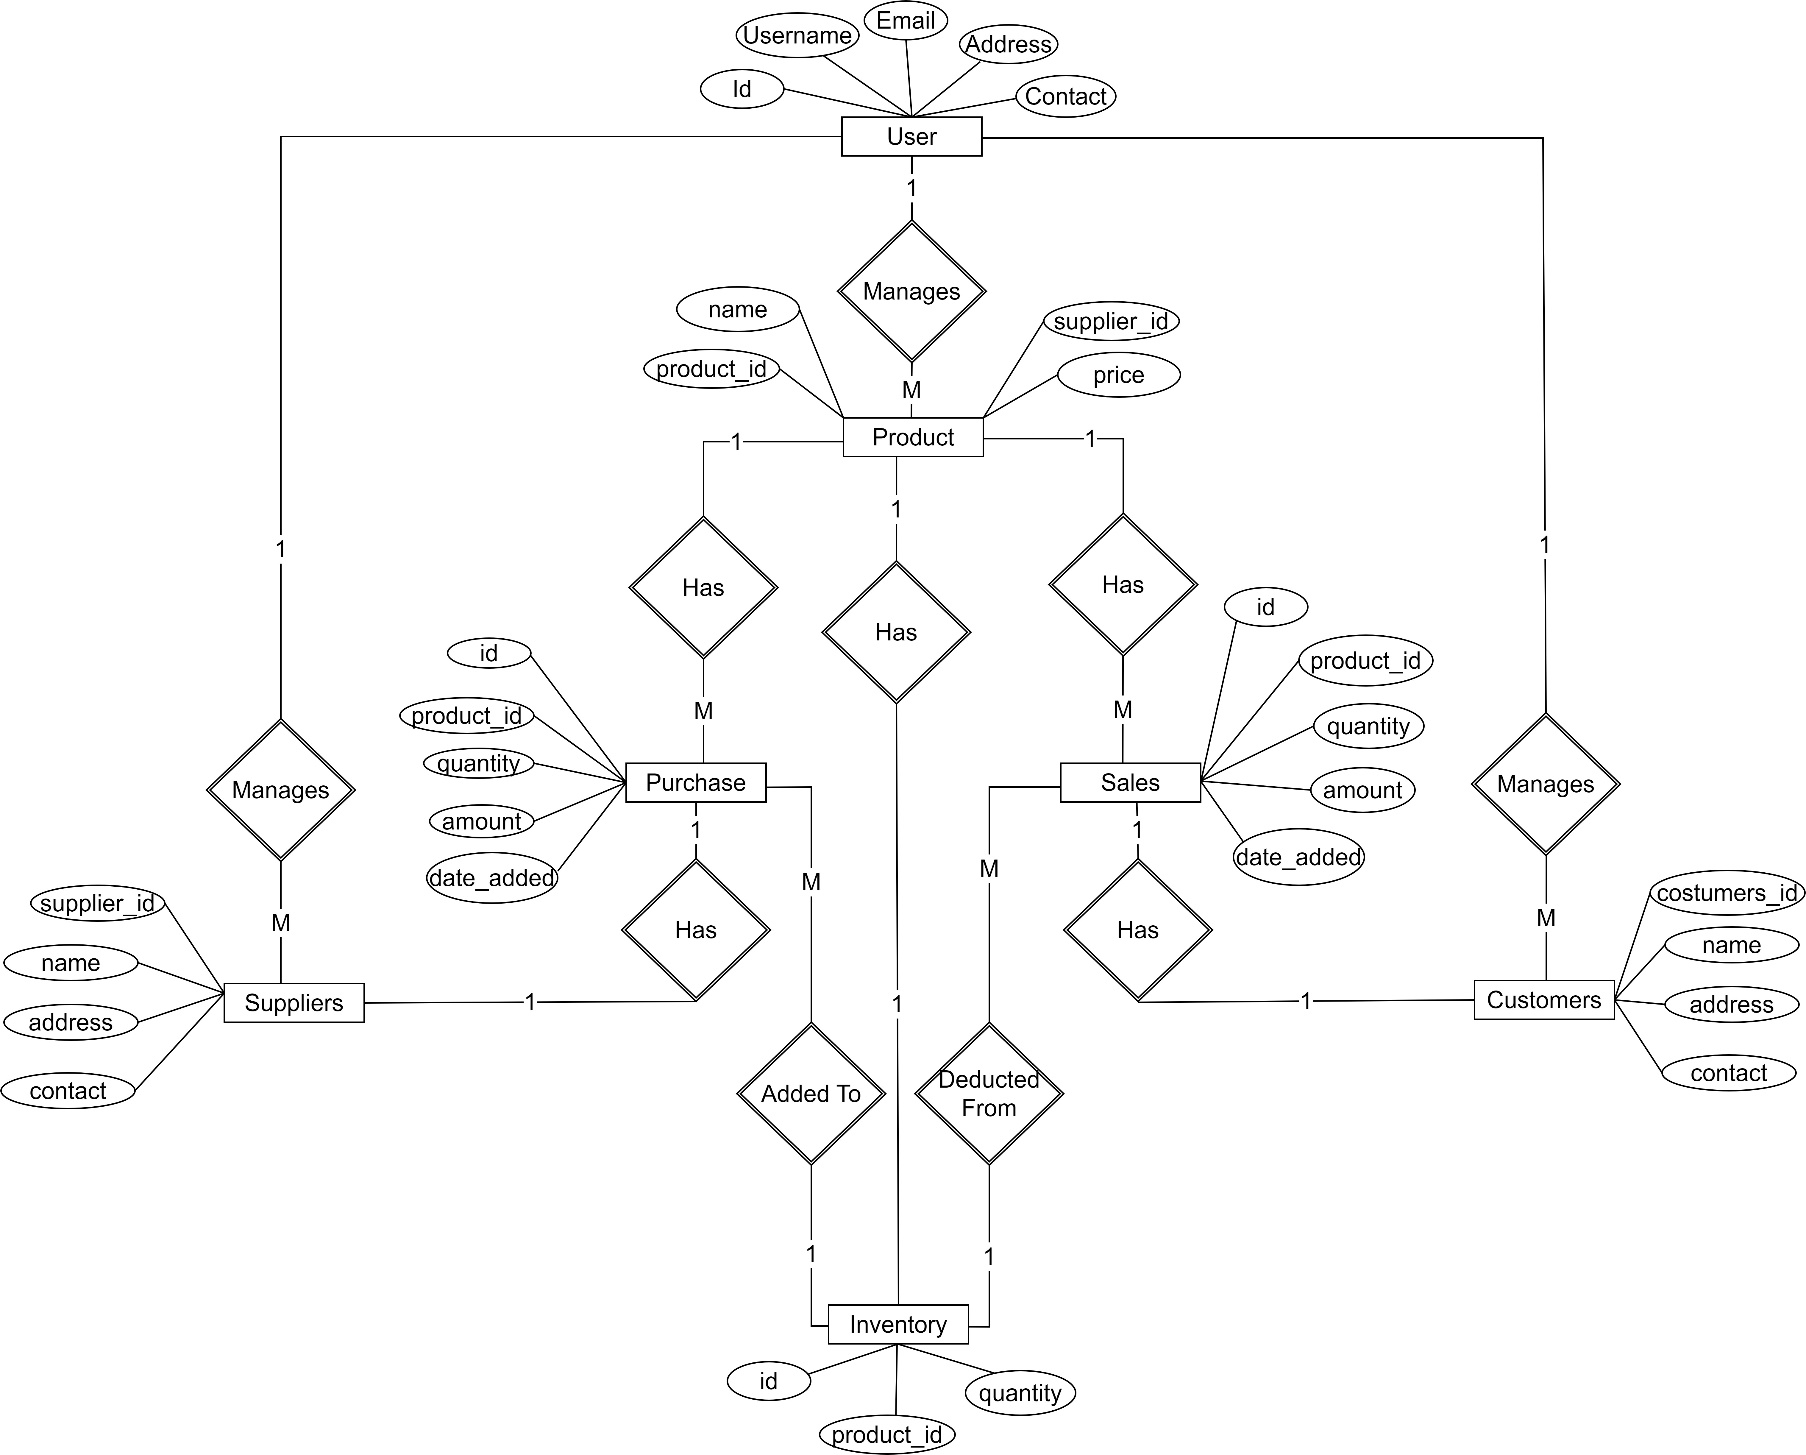 Email
Username
Address
Id
Contact
User
1
Manages
name
supplier_id
product_id
price
M
Product
1
1
1
1
1
Has
Has
Has
id
id
product_id
M
M
product_id
quantity
quantity
Purchase
Sales
Manages
Manages
amount
amount
1
1
date_added
date_added
Has
Has
M
M
supplier_id
M
M
costumers_id
name
name
Suppliers
1
1
1
Customers
address
address
contact
contact
Added To
Deducted
From
1
1
Inventory
id
quantity
product_id